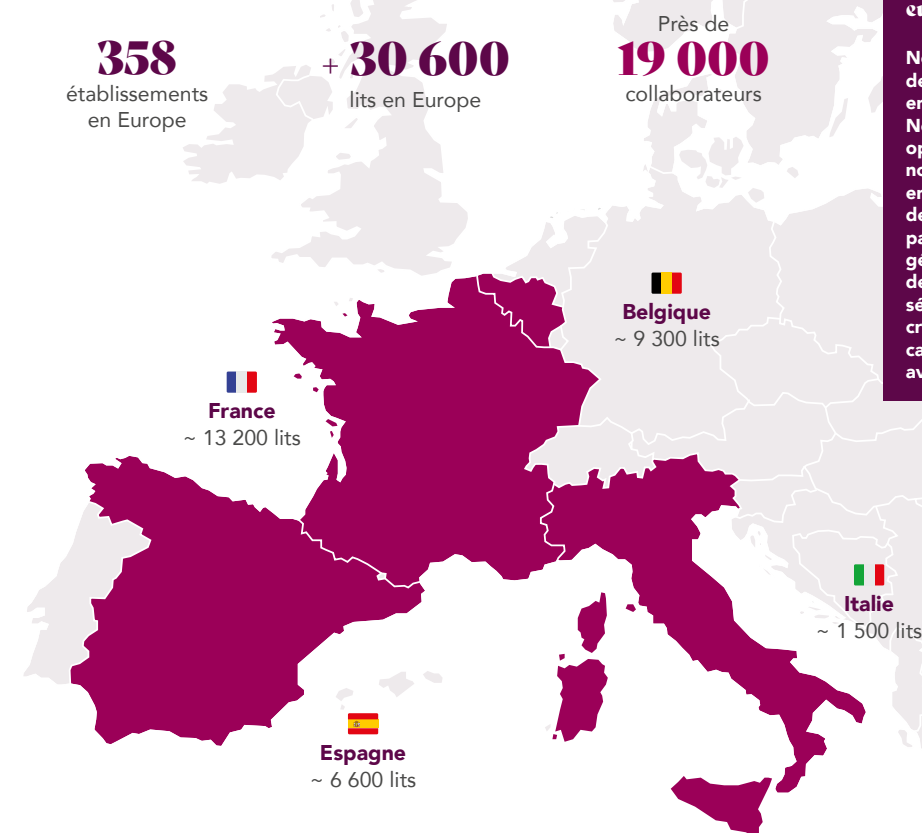 358
établissements
en Europe
+ 30 600
lits en Europe
Près de
19 000
collaborateurs
Belgique
~ 9 300 lits
France
~ 13 200 lits
Italie
~ 1 500 lits
Espagne
~ 6 600 lits